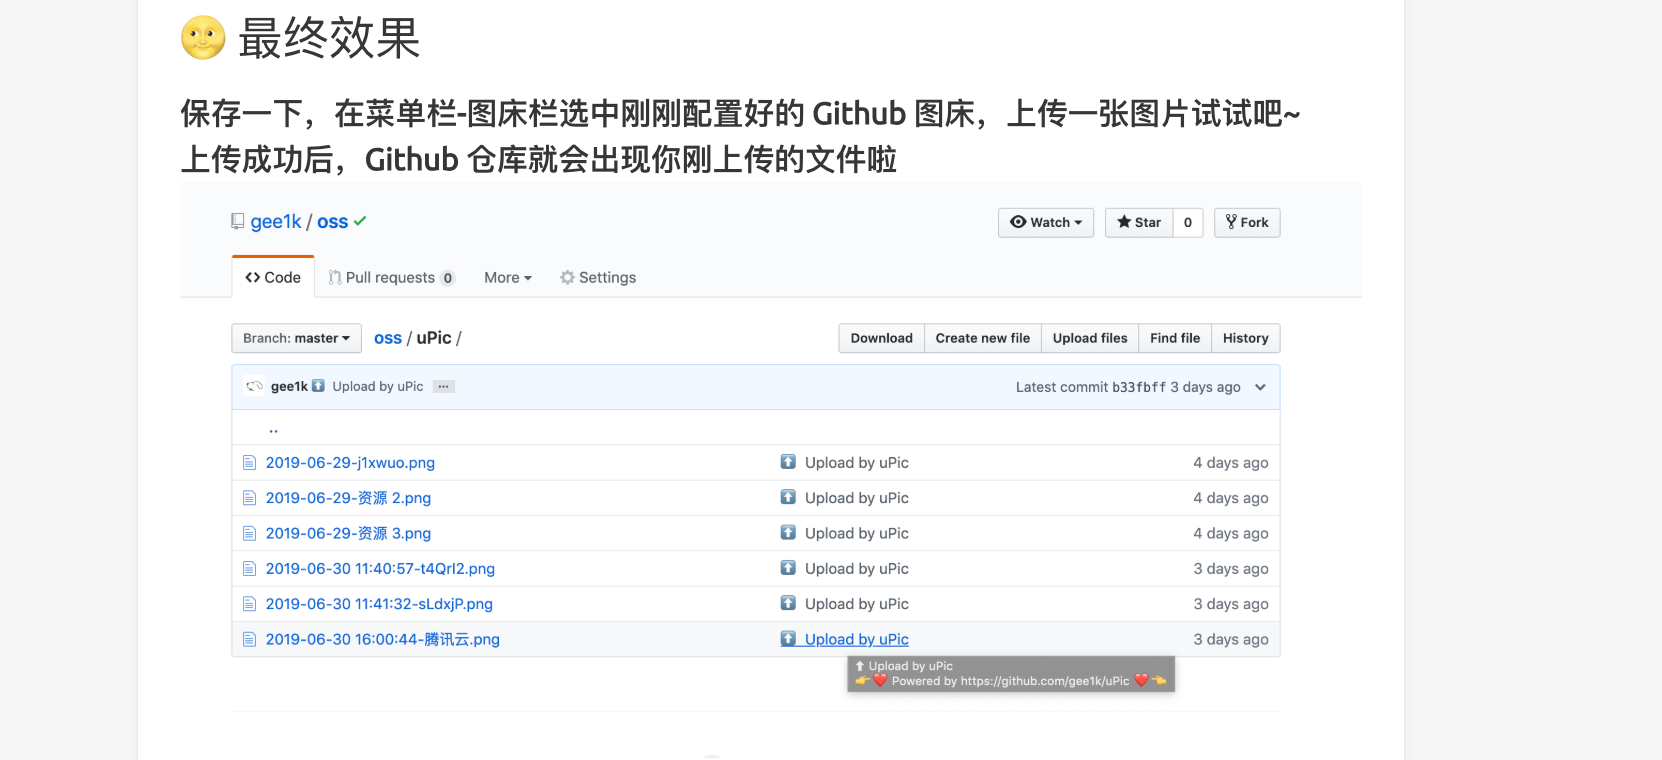 🌝 最终效果
保存一下，在菜单栏-图床栏选中刚刚配置好的 Github 图床，上传一张图片试试吧~
上传成功后，Github 仓库就会出现你刚上传的文件啦
gee1k / oss ✓
Watch Star 0 Fork
<> Code Pull requests 0 More Settings
Branch: master oss / uPic /
Download Create new file Upload files Find file History
gee1k ⬆️ Upload by uPic ... Latest commit b33fbff 3 days ago
..
2019-06-29-j1xwuo.png ⬆️ Upload by uPic 4 days ago
2019-06-29-资源 2.png ⬆️ Upload by uPic 4 days ago
2019-06-29-资源 3.png ⬆️ Upload by uPic 4 days ago
2019-06-30 11:40:57-t4QrI2.png ⬆️ Upload by uPic 3 days ago
2019-06-30 11:41:32-sLdxjP.png ⬆️ Upload by uPic 3 days ago
2019-06-30 16:00:44-腾讯云.png ⬆️ Upload by uPic 3 days ago
⬆ Upload by uPic
👉❤️ Powered by https://github.com/gee1k/uPic ❤️👈